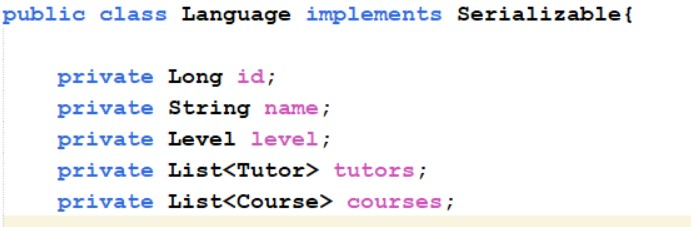 public class Language implements Serializable{
private Long id;
private String name;
private Level level;
private List<Tutor> tutors;
private List<Course> courses;